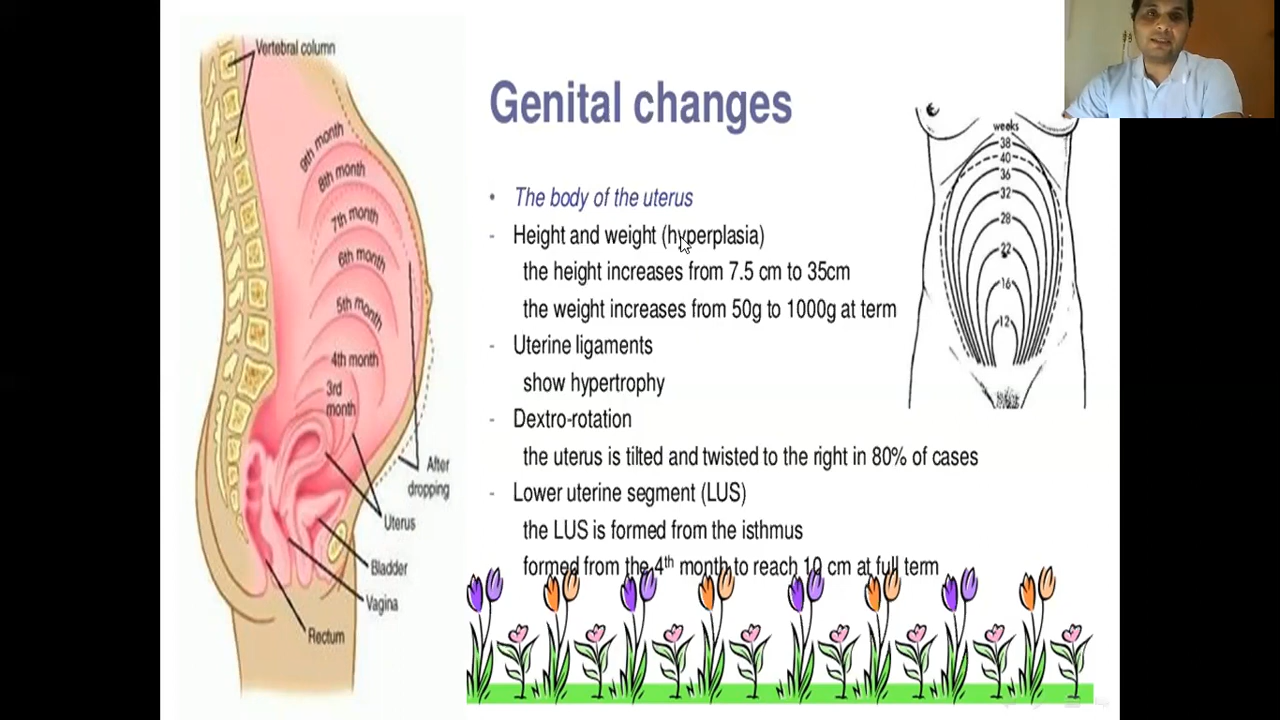 Vertebral column
9th month
8th month
7th month
6th month
5th month
4th month
3rd
month
After
dropping
Uterus
Bladder
Vagina
Rectum
Genital changes
• The body of the uterus
- Height and weight (hyperplasia)
the height increases from 7.5 cm to 35cm
the weight increases from 50g to 1000g at term
- Uterine ligaments
show hypertrophy
- Dextro-rotation
the uterus is tilted and twisted to the right in 80% of cases
- Lower uterine segment (LUS)
the LUS is formed from the isthmus
formed from the 4th month to reach 10 cm at full term
weeks
38
40
36
32
28
22
16
12